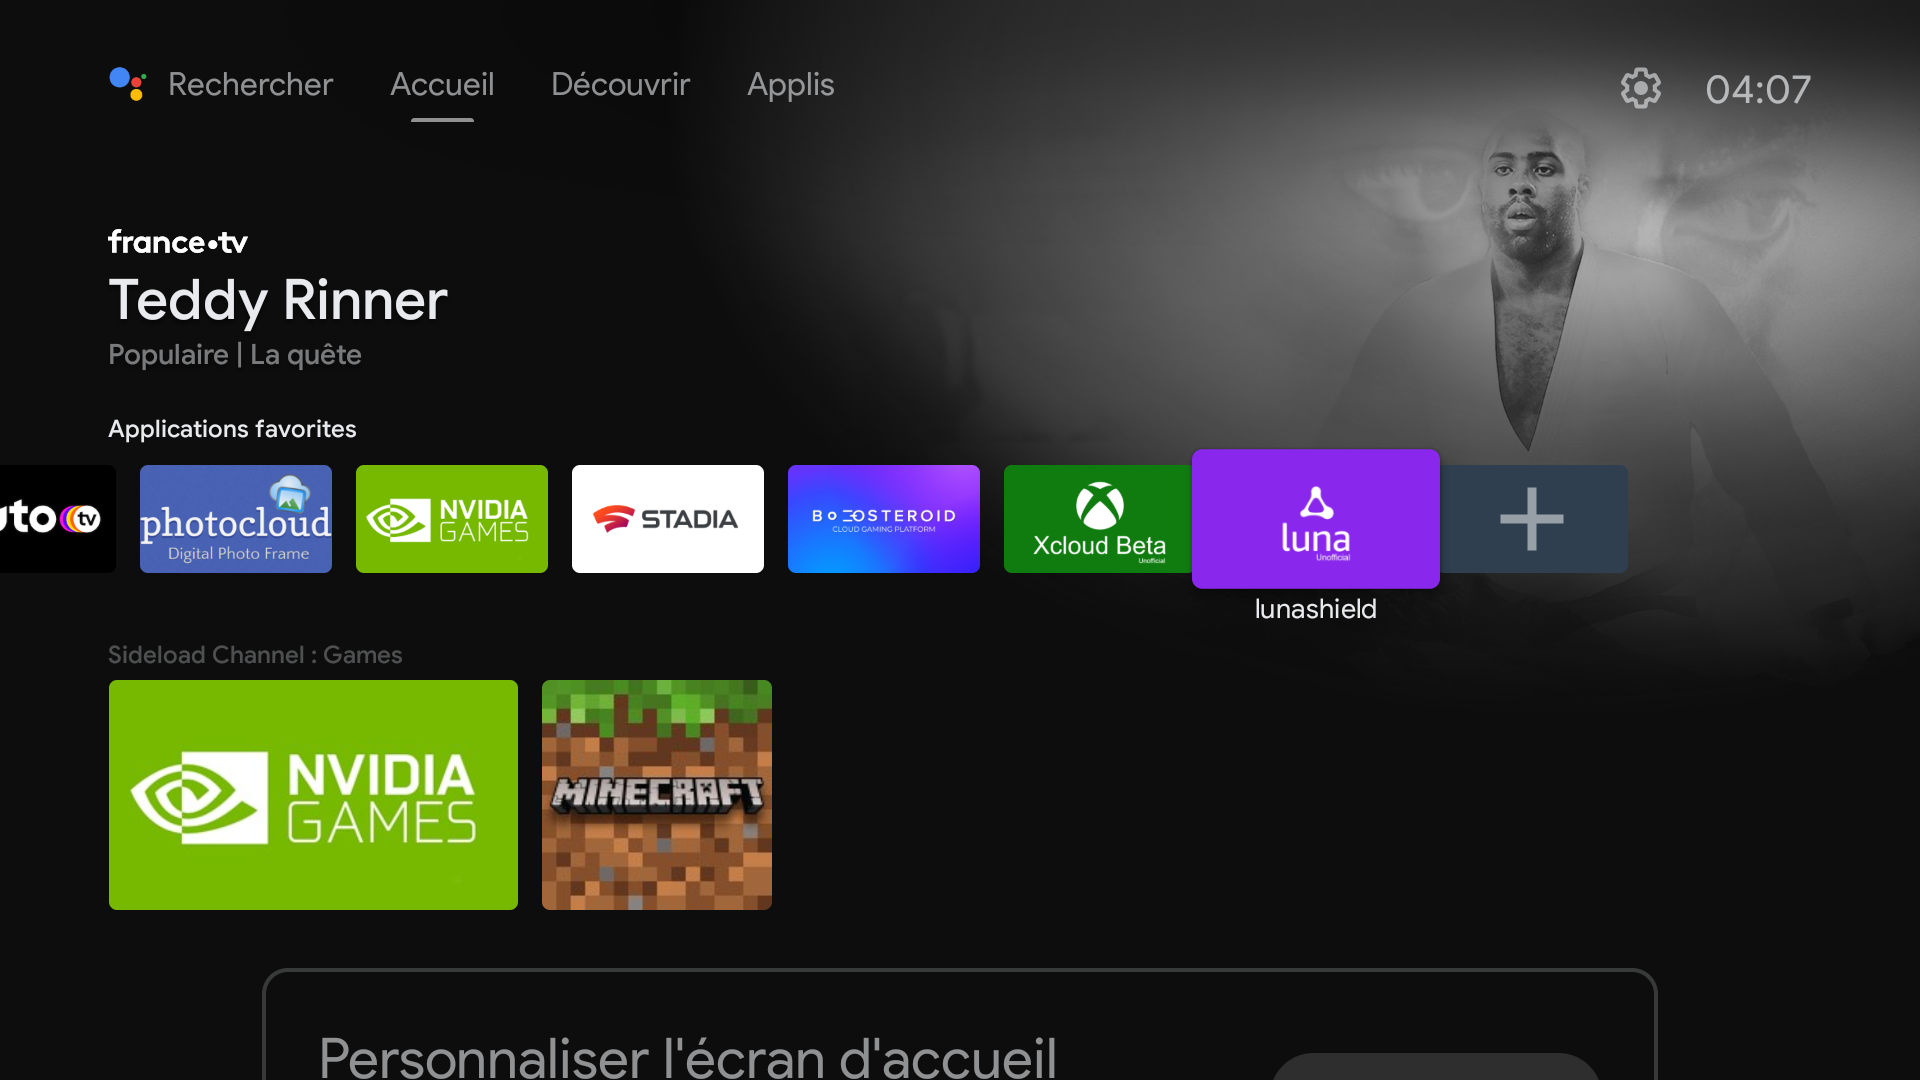 Rechercher Accueil Découvrir Applis 04:07
france•tv
Teddy Rinner
Populaire | La quête
Applications favorites
tv
photocloud
Digital Photo Frame
NVIDIA
GAMES
STADIA
BOOSTEROID
CLOUD GAMING PLATFORM
Xcloud Beta
Unofficial
luna
Unofficial
lunashield
Sideload Channel : Games
NVIDIA
GAMES
MINECRAFT
Personnaliser l'écran d'accueil